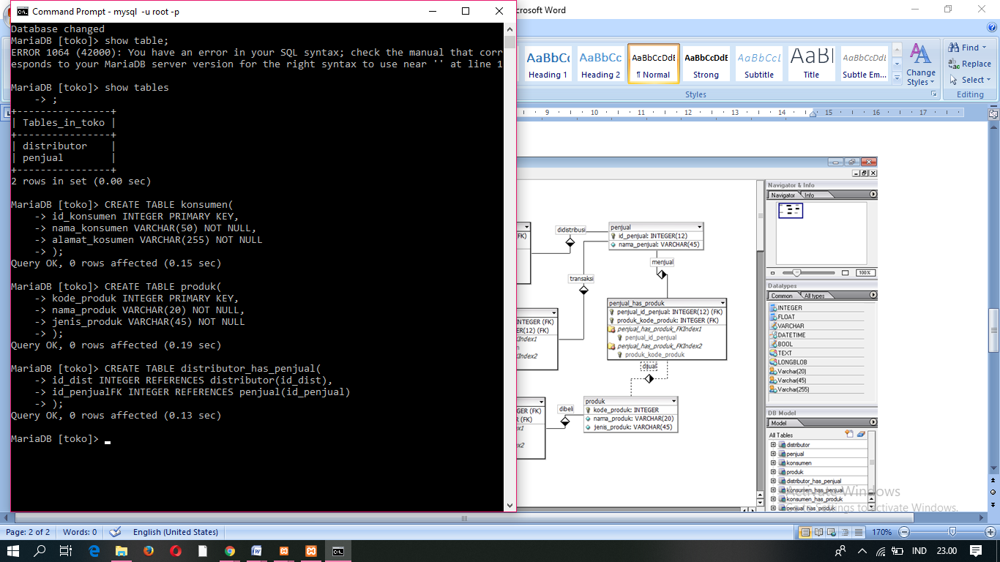 Command Prompt - mysql  -u root -p
Database changed
MariaDB [toko]> show table;
ERROR 1064 (42000): You have an error in your SQL syntax; check the manual that corr
esponds to your MariaDB server version for the right syntax to use near '' at line 1
MariaDB [toko]> show tables
    -> ;
+----------------+
| Tables_in_toko |
+----------------+
| distributor    |
| penjual        |
+----------------+
2 rows in set (0.00 sec)
MariaDB [toko]> CREATE TABLE konsumen(
    -> id_konsumen INTEGER PRIMARY KEY,
    -> nama_konsumen VARCHAR(50) NOT NULL,
    -> alamat_kosumen VARCHAR(255) NOT NULL
    -> );
Query OK, 0 rows affected (0.15 sec)
MariaDB [toko]> CREATE TABLE produk(
    -> kode_produk INTEGER PRIMARY KEY,
    -> nama_produk VARCHAR(20) NOT NULL,
    -> jenis_produk VARCHAR(45) NOT NULL
    -> );
Query OK, 0 rows affected (0.19 sec)
MariaDB [toko]> CREATE TABLE distributor_has_penjual(
    -> id_dist INTEGER REFERENCES distributor(id_dist),
    -> id_penjualFK INTEGER REFERENCES penjual(id_penjual)
    -> );
Query OK, 0 rows affected (0.13 sec)
MariaDB [toko]>
crosoft Word
AaBbCc AaBbCc AaBbCcDdE AaBbCcDdE AaBbCcL AaBl AaBbCcDdE
Heading 1 Heading 2 ¶ Normal Strong Subtitle Title Subtle Em...
Change Styles
Styles
Find
Replace
Select
Editing
9 10 11 12 13 14 15 16 17
FK)
didistribusi
penjual
id_penjual: INTEGER(12)
nama_penjual: VARCHAR(45)
menjual
transaksi
penjual_has_produk
penjual_id_penjual: INTEGER(12) (FK)
produk_kode_produk: INTEGER (FK)
penjual_has_produk_FKIndex1
penjual_id_penjual
penjual_has_produk_FKIndex2
produk_kode_produk
NTEGER (FK)
ER(12) (FK)
KIndex1
KIndex2
dijual
GER (FK)
R (FK)
dibeli
produk
kode_produk: INTEGER
nama_produk: VARCHAR(20)
jenis_produk: VARCHAR(45)
Navigator & Info
Navigator Info
100%
Datatypes
Common All types
INTEGER
FLOAT
VARCHAR
DATETIME
BOOL
TEXT
LONGBLOB
Varchar(20)
Varchar(45)
Varchar(255)
DB Model
Model
All Tables
distributor
penjual
konsumen
produk
distributor_has_penjual
konsumen_has_penjual
konsumen_has_produk
penjual_has_produk
Activate Windows
Go to Settings to activate Windows.
Page: 2 of 2 Words: 0 English (United States) 170%
IND 23.00